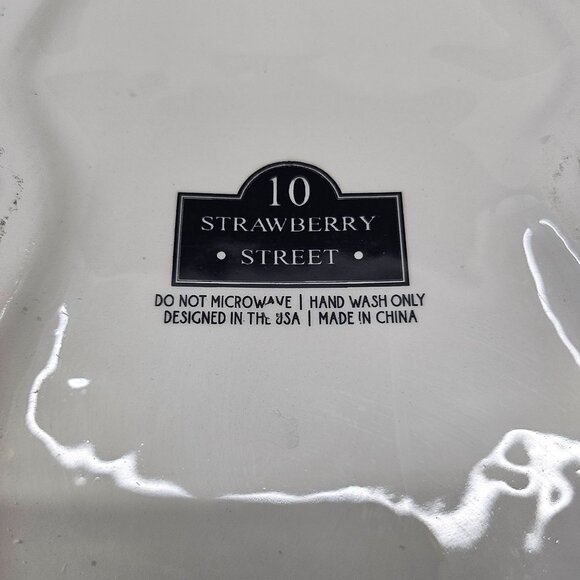 10
STRAWBERRY
• STREET •
DO NOT MICROWAVE | HAND WASH ONLY
DESIGNED IN THE USA | MADE IN CHINA